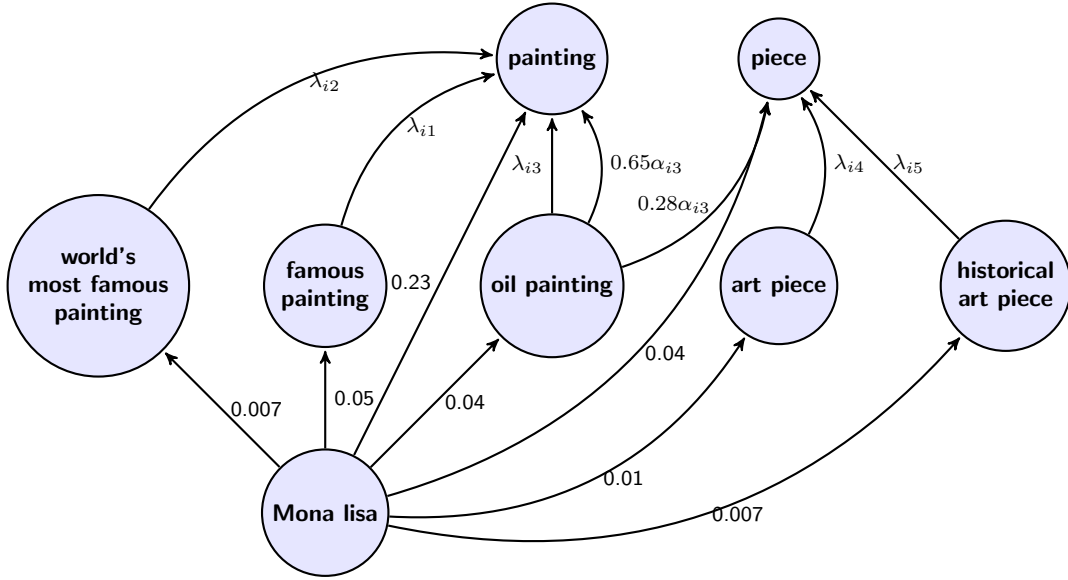 painting
piece
λi2
λi1
λi3
0.65αi3
0.28αi3
λi4
λi5
world's
most famous
painting
famous
painting
0.23
oil painting
art piece
historical
art piece
0.007
0.05
0.04
0.04
0.01
0.007
Mona lisa